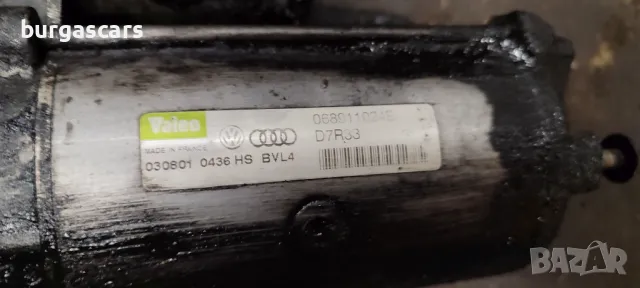 burgascars
Valeo
MADE IN FRANCE
D7R33
030801 0436 HS BVL4
BAZAR